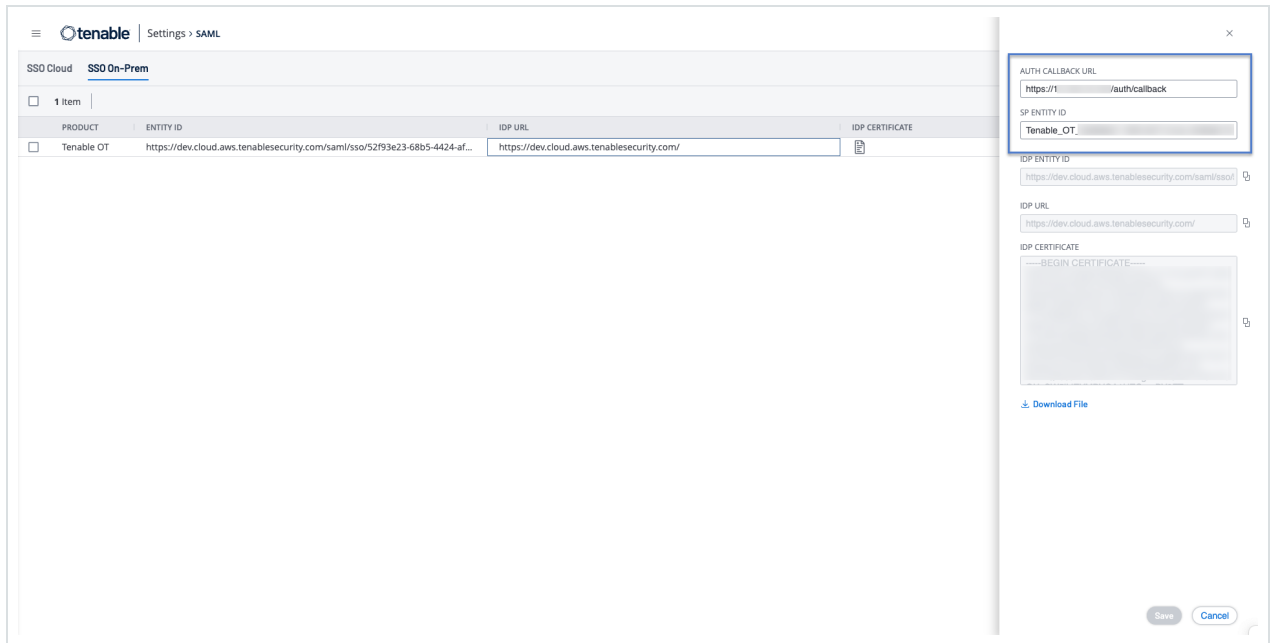 tenable
Settings > SAML
SSO Cloud SSO On-Prem
1 Item
PRODUCT ENTITY ID IDP URL IDP CERTIFICATE
Tenable OT https://dev.cloud.aws.tenablesecurity.com/saml/sso/52f93e23-68b5-4424-af... https://dev.cloud.aws.tenablesecurity.com/
AUTH CALLBACK URL
https://1 /auth/callback
SP ENTITY ID
Tenable_OT_
IDP ENTITY ID
https://dev.cloud.aws.tenablesecurity.com/saml/sso/
IDP URL
https://dev.cloud.aws.tenablesecurity.com/
IDP CERTIFICATE
-----BEGIN CERTIFICATE-----
Download File
Save Cancel